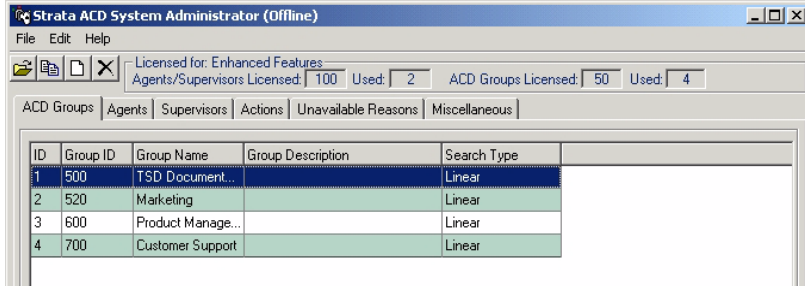 Strata ACD System Administrator (Offline)
File Edit Help
Licensed for: Enhanced Features
Agents/Supervisors Licensed: 100 Used: 2 ACD Groups Licensed: 50 Used: 4
ACD Groups Agents Supervisors Actions Unavailable Reasons Miscellaneous
ID Group ID Group Name Group Description Search Type
1 500 TSD Document... Linear
2 520 Marketing Linear
3 600 Product Manage... Linear
4 700 Customer Support Linear